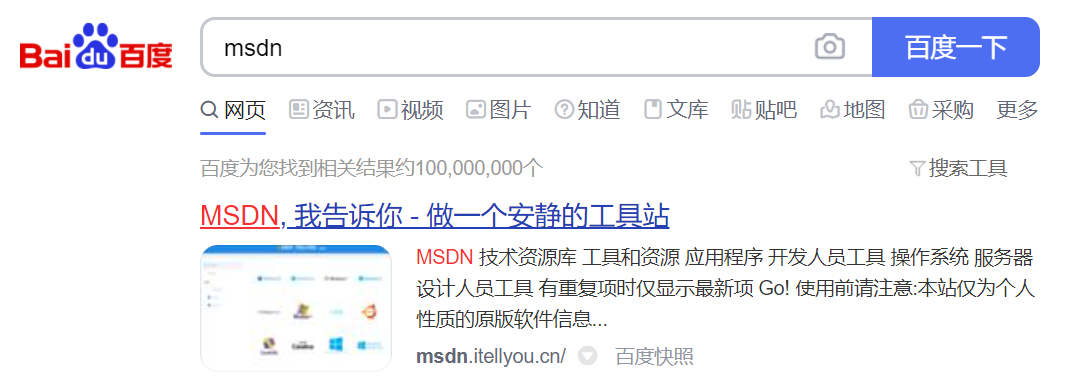 Bai du 百度
msdn
百度一下
网页 资讯 视频 图片 知道 文库 贴吧 地图 采购 更多
百度为您找到相关结果约100,000,000个
搜索工具
MSDN, 我告诉你 - 做一个安静的工具站
MSDN 技术资源库 工具和资源 应用程序 开发人员工具 操作系统 服务器
设计人员工具 有重复项时仅显示最新项 Go! 使用前请注意:本站仅为个人
性质的原版软件信息...
msdn.itellyou.cn/ 百度快照